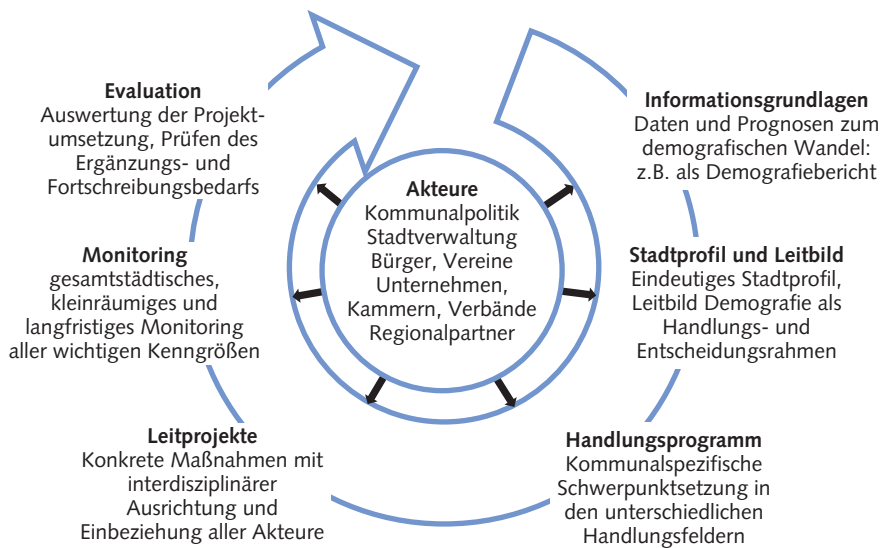 Evaluation
Auswertung der Projekt-
umsetzung, Prüfen des
Ergänzungs- und
Fortschreibungsbedarfs
Informationsgrundlagen
Daten und Prognosen zum
demografischen Wandel:
z.B. als Demografiebericht
Akteure
Kommunalpolitik
Stadtverwaltung
Bürger, Vereine
Unternehmen,
Kammern, Verbände
Regionalpartner
Monitoring
gesamtstädtisches,
kleinräumiges und
langfristiges Monitoring
aller wichtigen Kenngrößen
Stadtprofil und Leitbild
Eindeutiges Stadtprofil,
Leitbild Demografie als
Handlungs- und
Entscheidungsrahmen
Leitprojekte
Konkrete Maßnahmen mit
interdisziplinärer
Ausrichtung und
Einbeziehung aller Akteure
Handlungsprogramm
Kommunalspezifische
Schwerpunktsetzung in
den unterschiedlichen
Handlungsfeldern